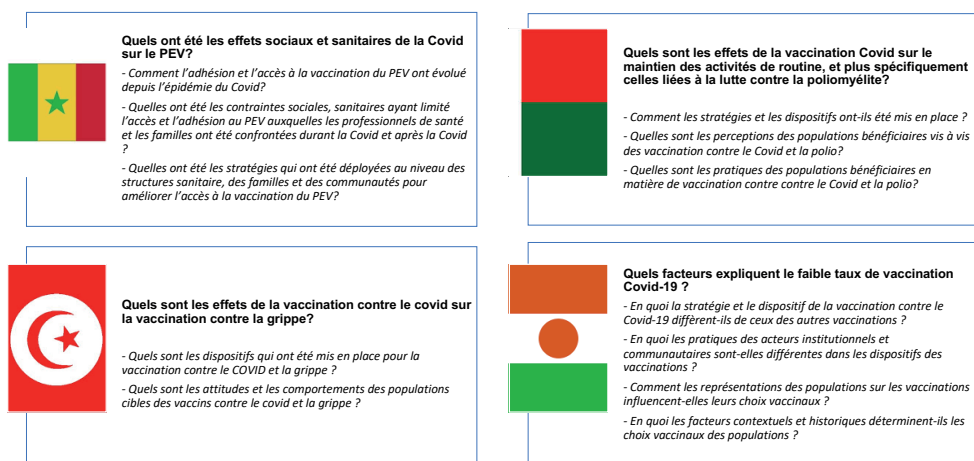 Quels ont été les effets sociaux et sanitaires de la Covid
sur le PEV?
- Comment l'adhésion et l'accès à la vaccination du PEV ont évolué
depuis l'épidémie du Covid?
- Quelles ont été les contraintes sociales, sanitaires ayant limité
l'accès et l'adhésion au PEV auxquelles les professionnels de santé
et les familles ont été confrontées durant la Covid et après la Covid
?
- Quelles ont été les stratégies qui ont été déployées au niveau des
structures sanitaire, des familles et des communautés pour
améliorer l'accès à la vaccination du PEV?
Quels sont les effets de la vaccination Covid sur le
maintien des activités de routine, et plus spécifiquement
celles liées à la lutte contre la poliomyélite?
- Comment les stratégies et les dispositifs ont-ils été mis en place ?
- Quelles sont les perceptions des populations bénéficiaires vis à vis
des vaccination contre le Covid et la polio?
- Quelles sont les pratiques des populations bénéficiaires en
matière de vaccination contre contre le Covid et la polio?
Quels sont les effets de la vaccination contre le covid sur
la vaccination contre la grippe?
- Quels sont les dispositifs qui ont été mis en place pour la
vaccination contre le COVID et la grippe ?
- Quels sont les attitudes et les comportements des populations
cibles des vaccins contre le covid et la grippe ?
Quels facteurs expliquent le faible taux de vaccination
Covid-19 ?
- En quoi la stratégie et le dispositif de la vaccination contre le
Covid-19 diffèrent-ils de ceux des autres vaccinations ?
- En quoi les pratiques des acteurs institutionnels et
communautaires sont-elles différentes dans les dispositifs des
vaccinations ?
- Comment les représentations des populations sur les vaccinations
influencent-elles leurs choix vaccinaux ?
- En quoi les facteurs contextuels et historiques déterminent-ils les
choix vaccinaux des populations ?